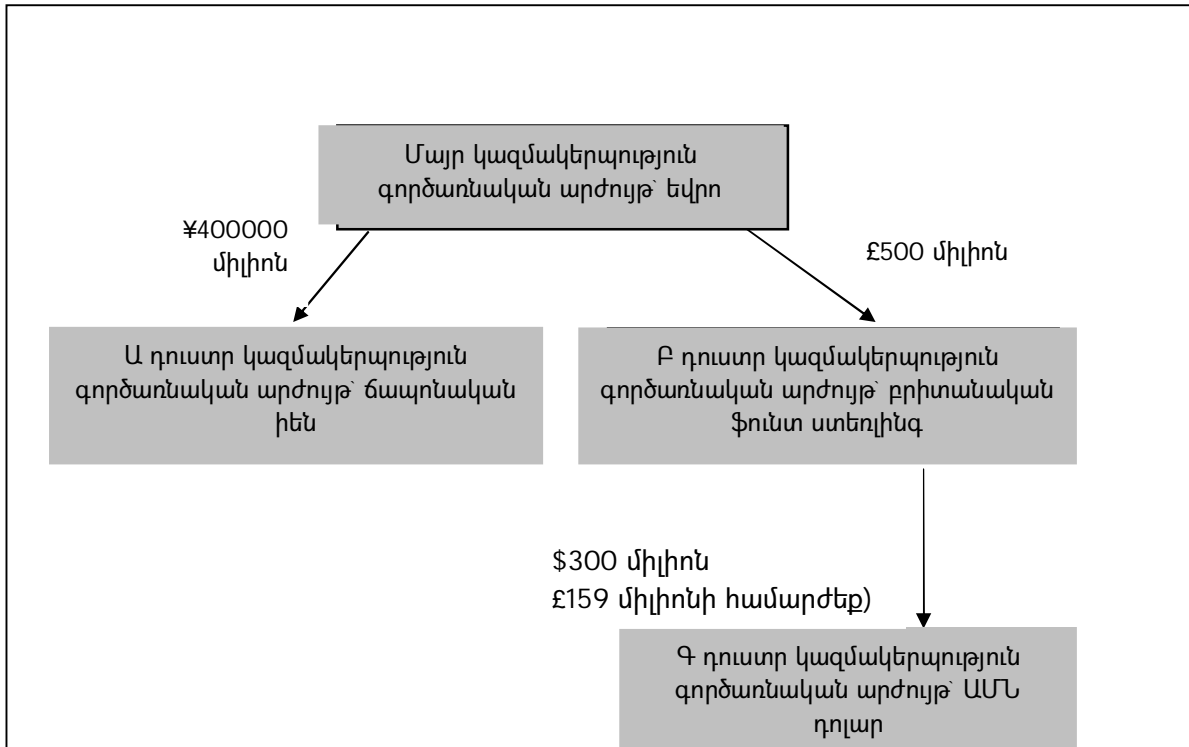 Մայր կազմակերպություն
գործառնական արժույթ` եվրո
¥400000
միլիոն
£500 միլիոն
Ա դուստր կազմակերպություն
գործառնական արժույթ` ճապոնական
իեն
Բ դուստր կազմակերպություն
գործառնական արժույթ` բրիտանական
ֆունտ ստեռլինգ
$300 միլիոն
£159 միլիոնի համարժեք)
Գ դուստր կազմակերպություն
գործառնական արժույթ` ԱՄՆ
դոլար